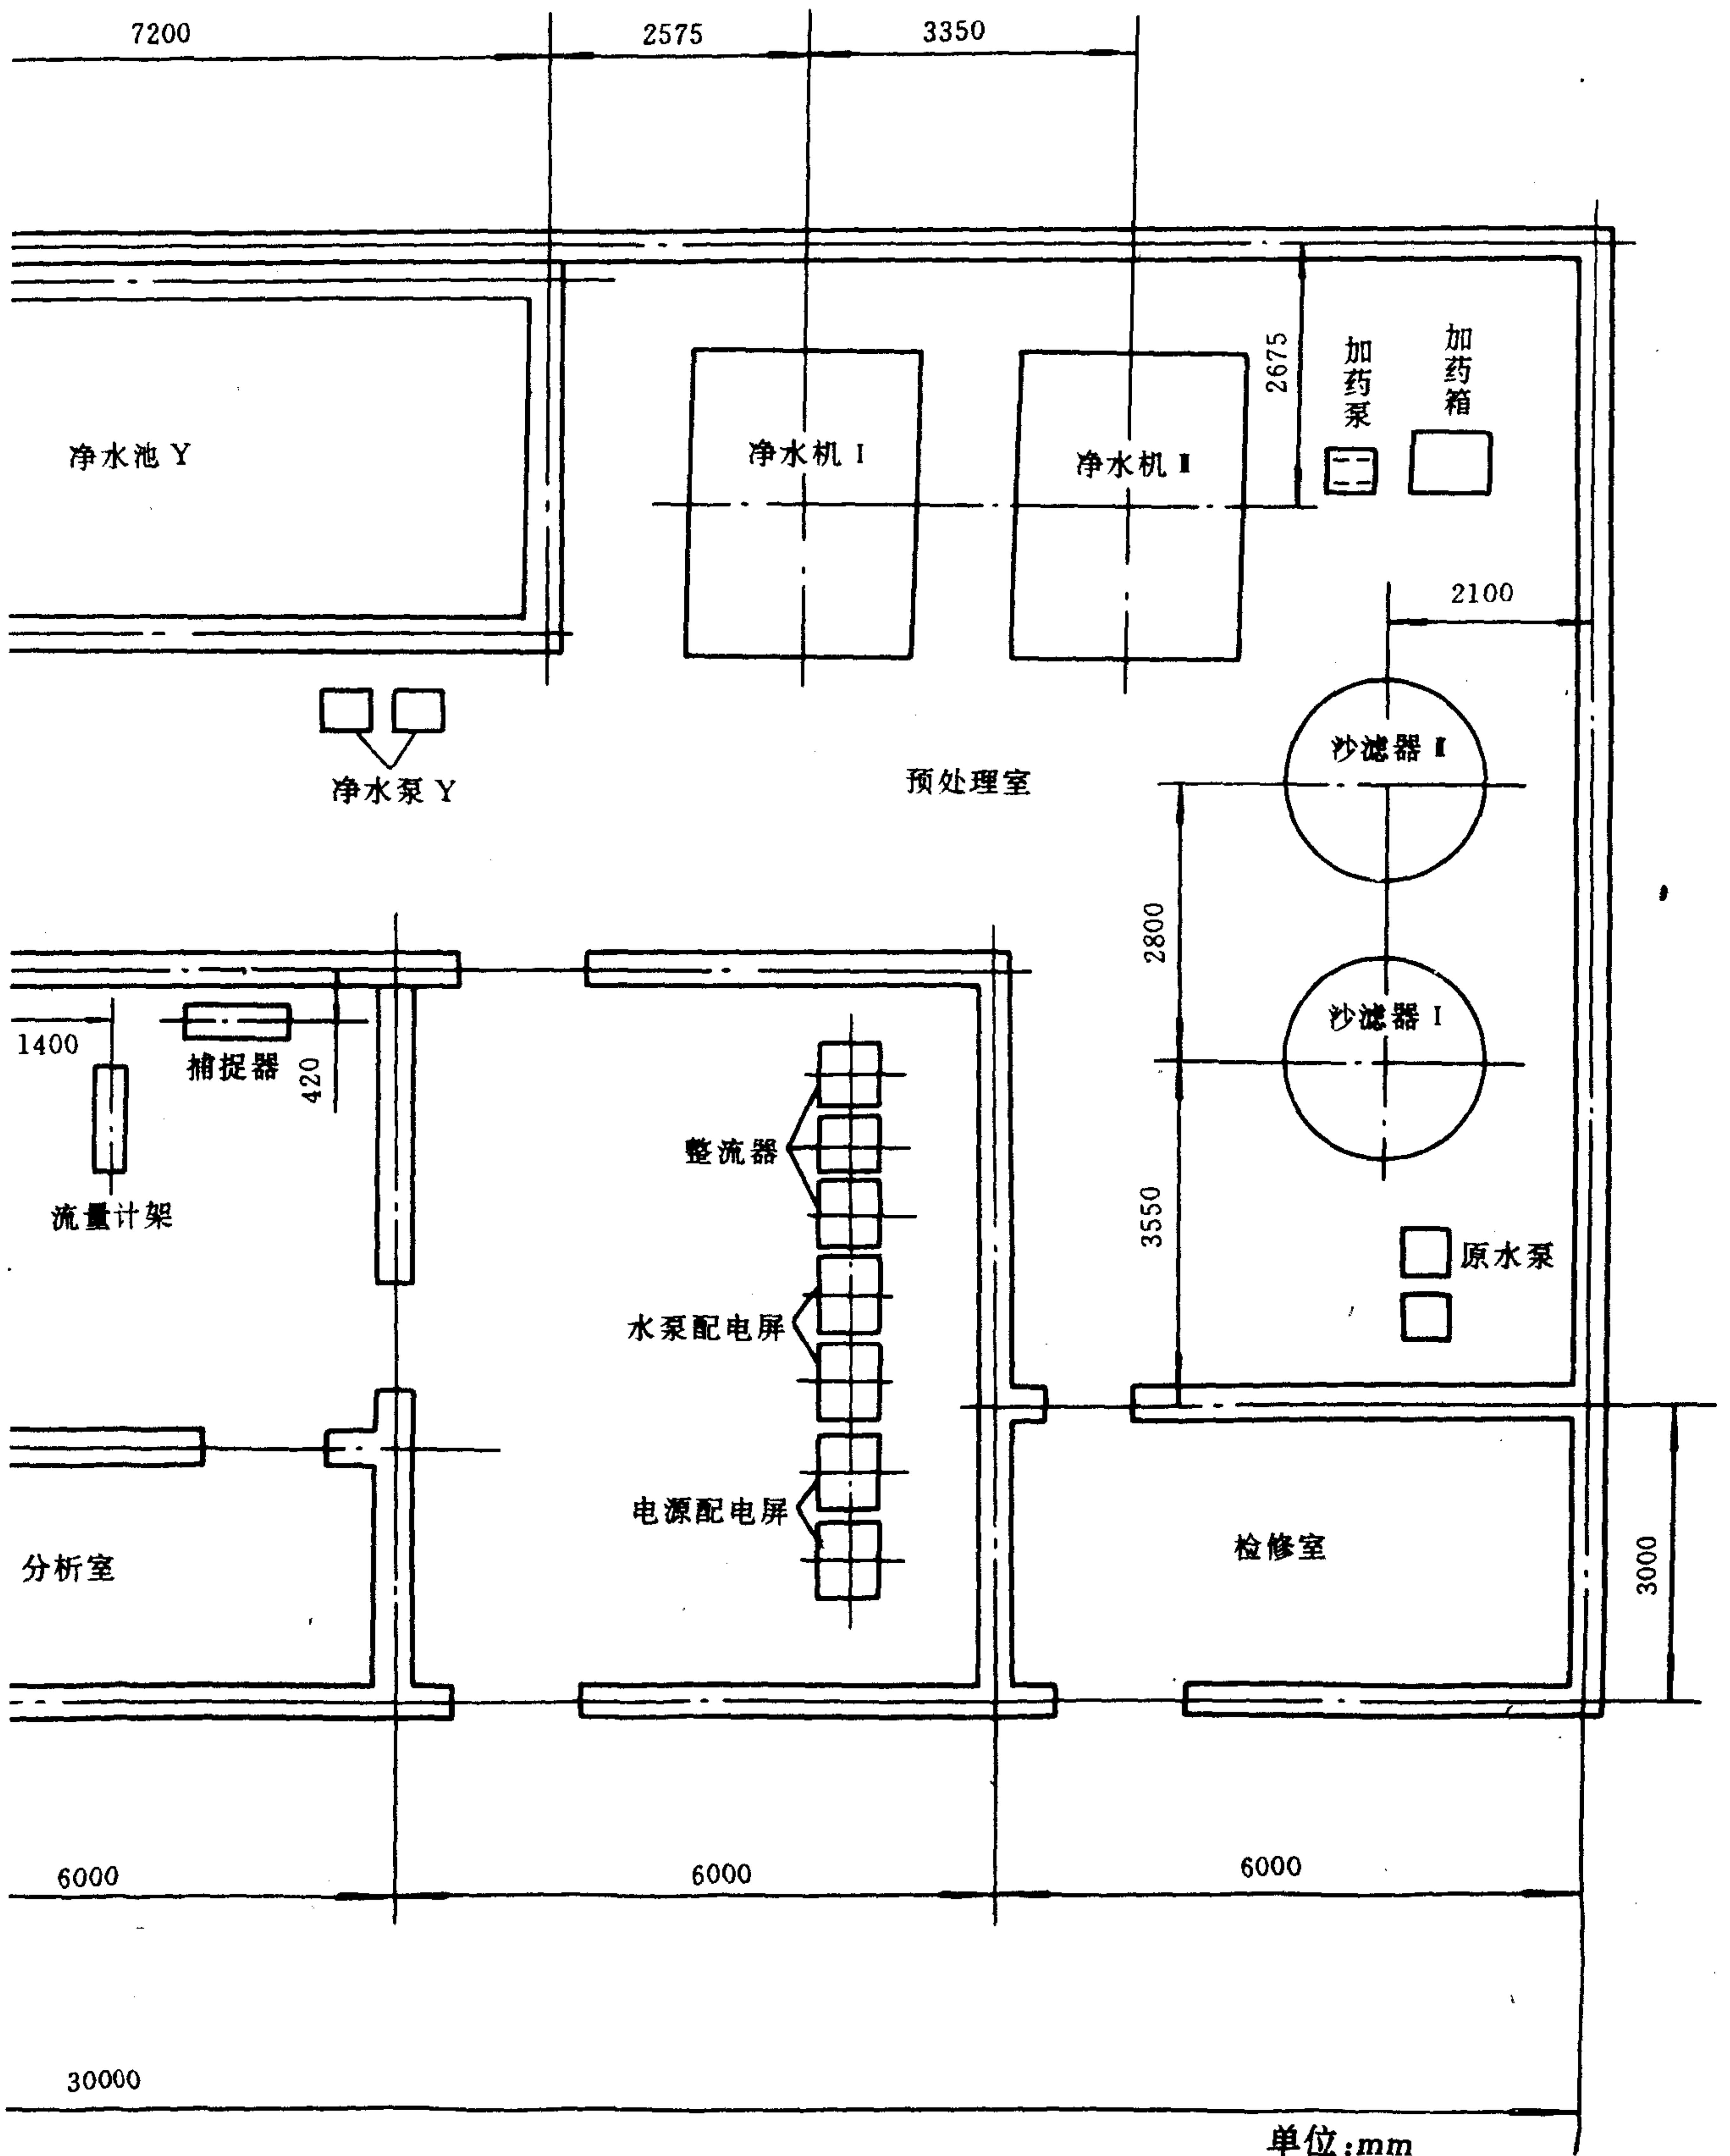 7200
2575
3350
2675
加药泵
加药箱
净水池 Y
净水机 I
净水机 II
2100
沙滤器 II
净水泵 Y
预处理室
2800
沙滤器 I
1400
捕捉器
420
整流器
流量计架
3550
原水泵
水泵配电屏
电源配电屏
检修室
分析室
3000
6000
6000
6000
30000
单位:mm